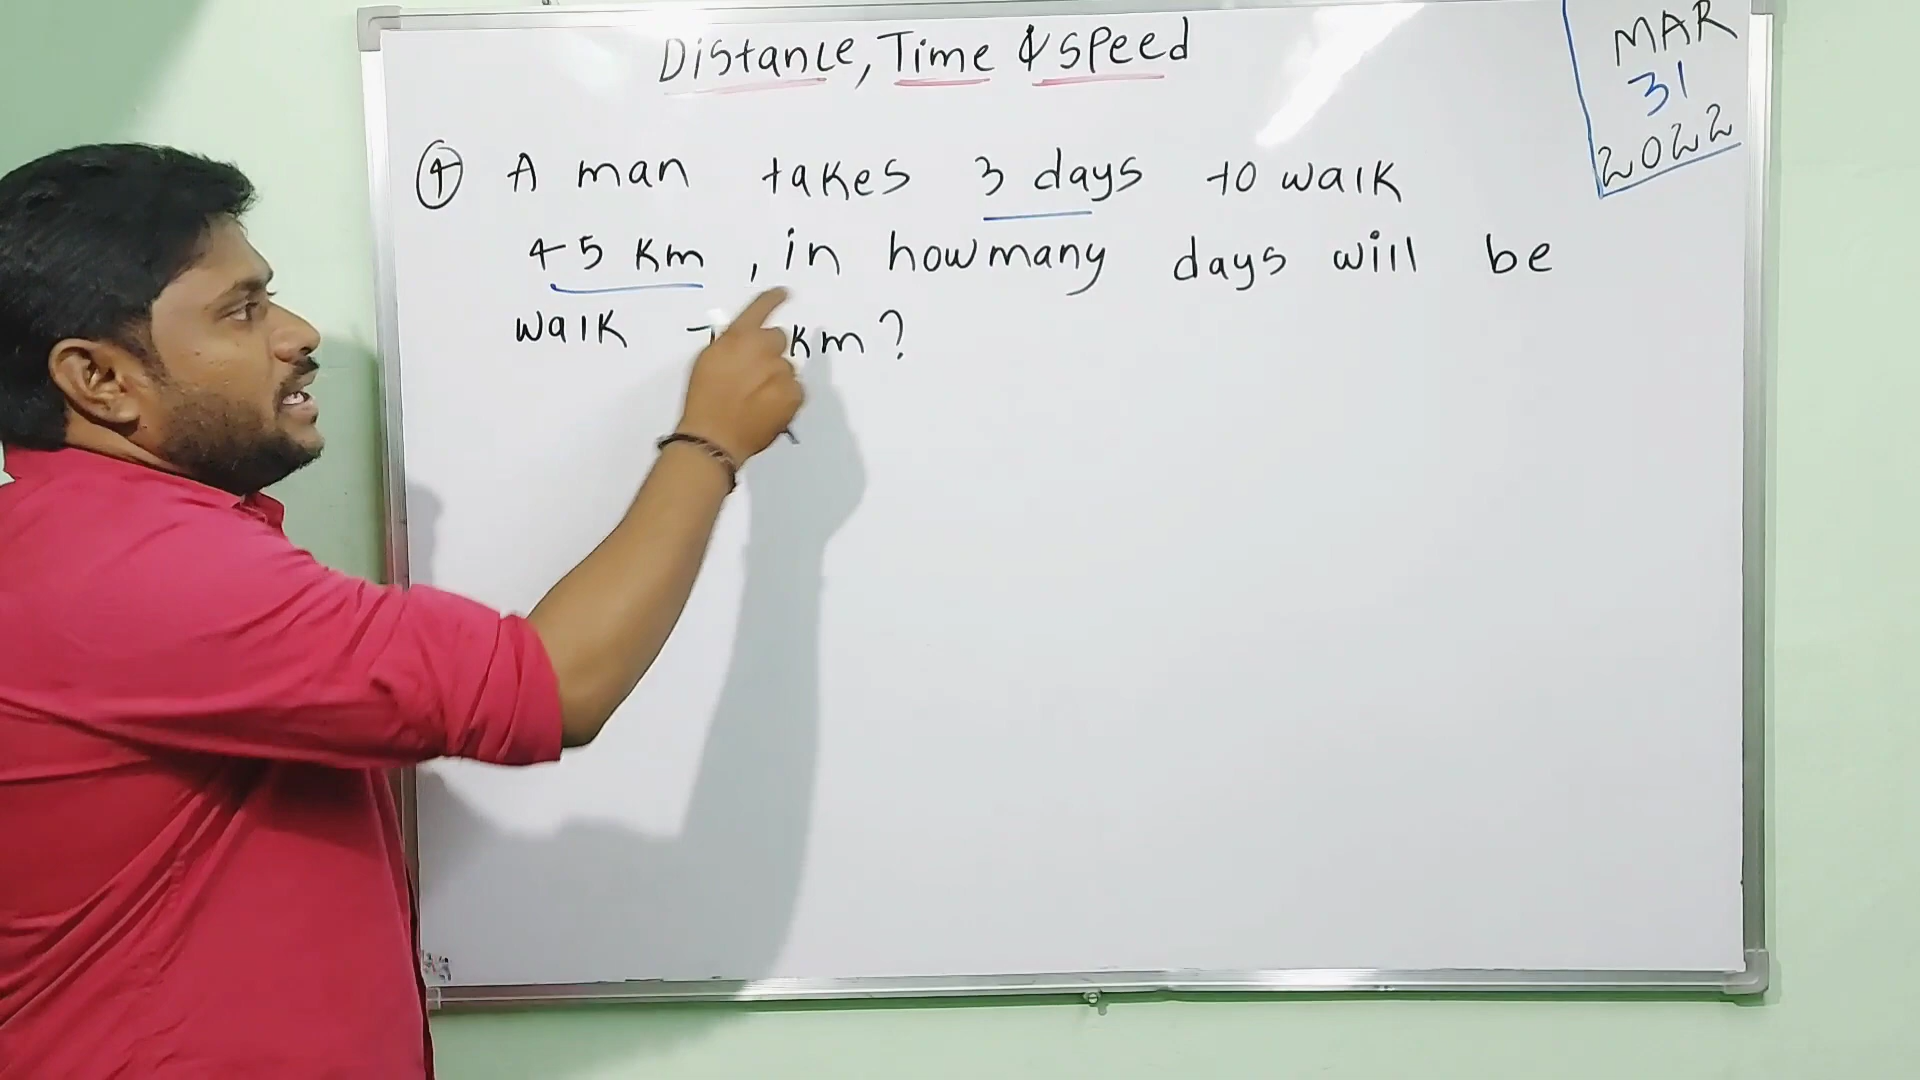 Distance, Time & speed
MAR
31
2022
4 A man takes 3 days to walk
45 km, in howmany days will be
walk km?